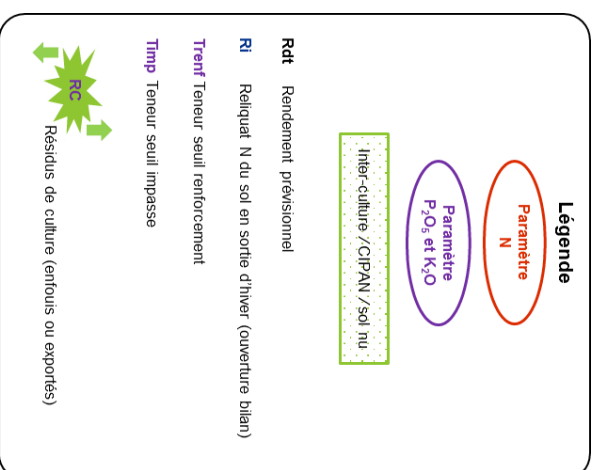 Légende
Paramètre
N
Paramètre
P₂O₅ et K₂O
Inter-culture / CIPAN / sol nu
Rdt Rendement prévisionnel
Ri Reliquat N du sol en sortie d'hiver (ouverture bilan)
Trenf Teneur seuil renforcement
Timp Teneur seuil impasse
RC Résidus de culture (enfouis ou exportés)